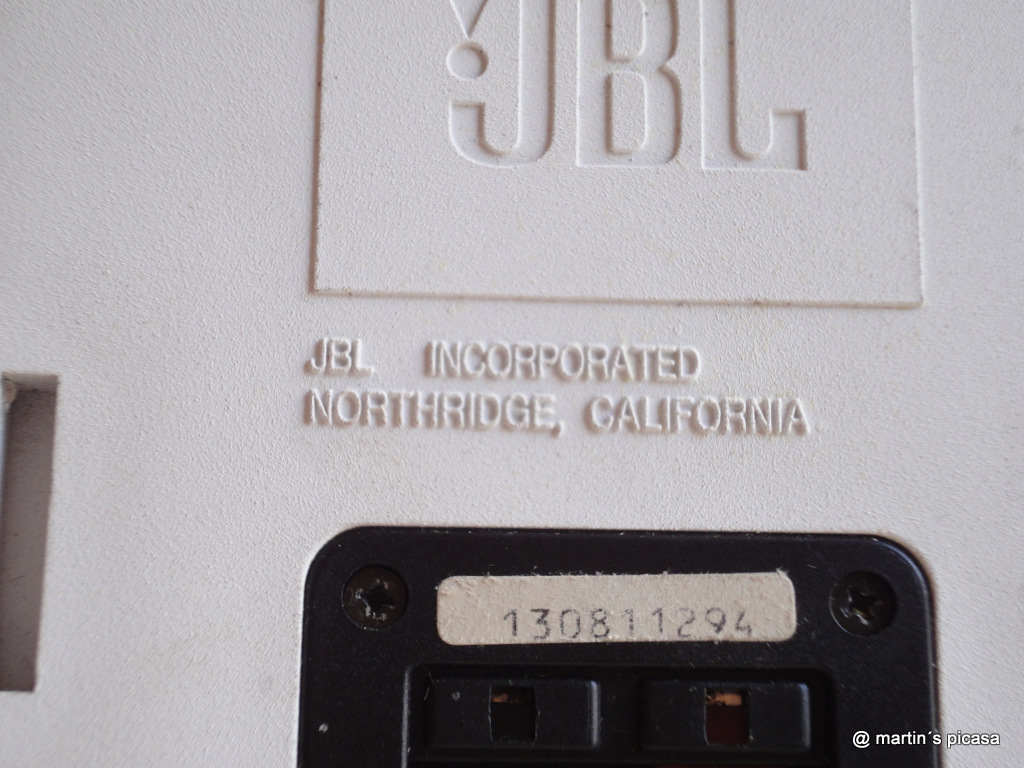 JBL
JBL INCORPORATED
NORTHRIDGE, CALIFORNIA
130811294
@ martin´s picasa